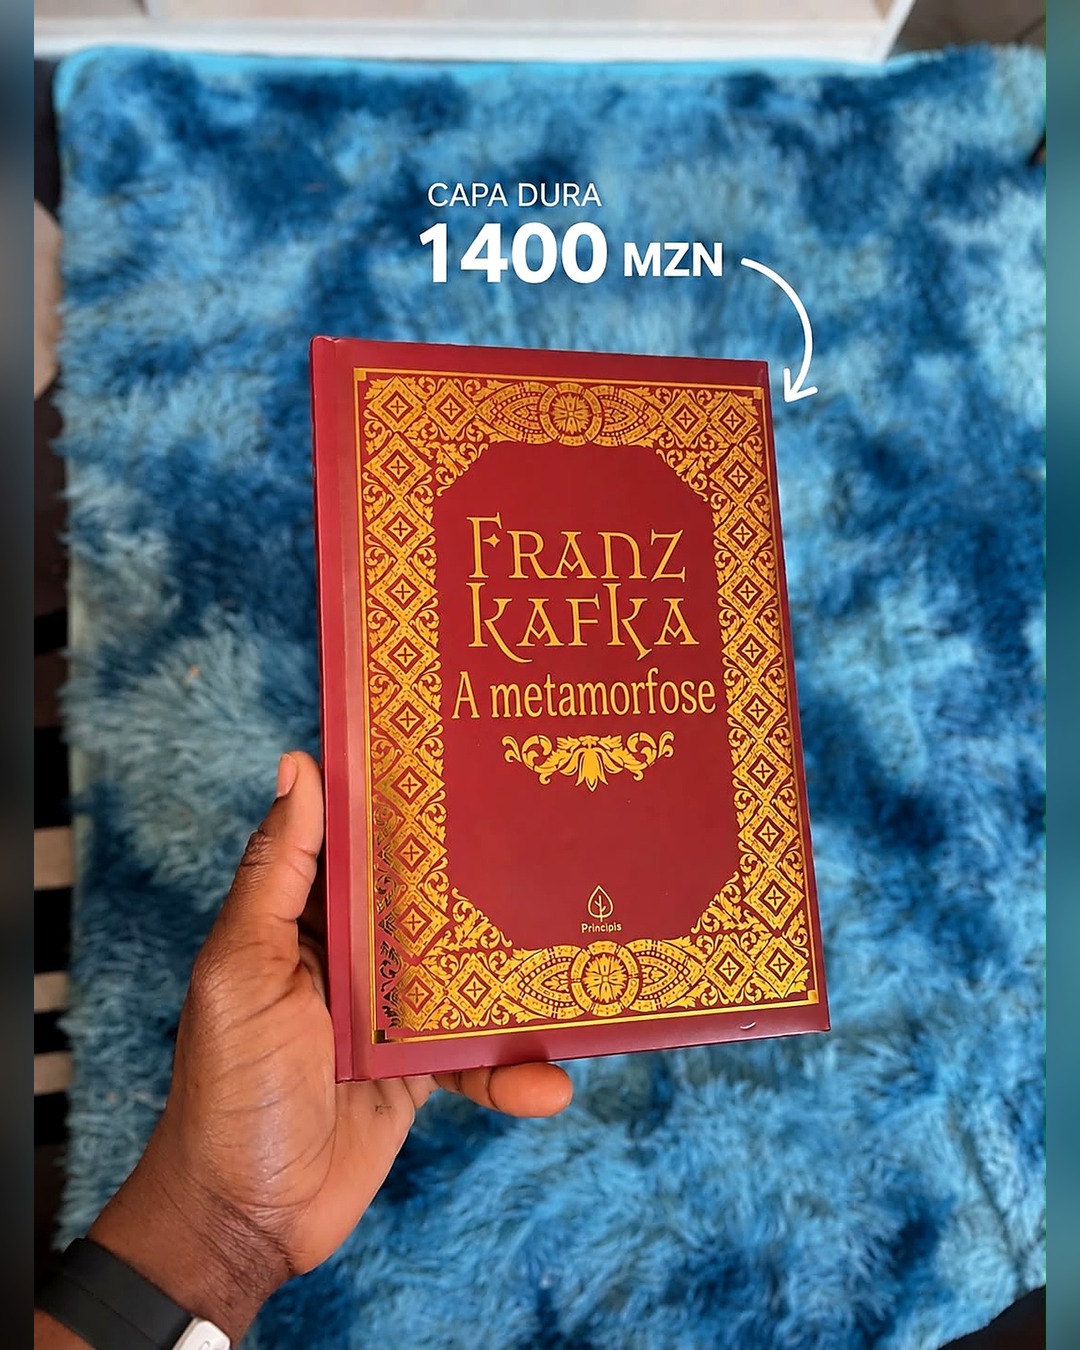 CAPA DURA
1400 MZN
FRANZ
KAFKA
A metamorfose
Principis